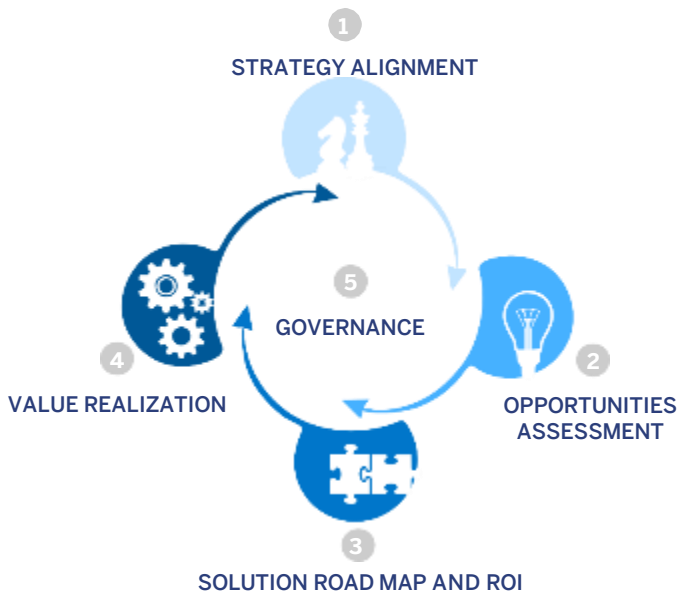 1
STRATEGY ALIGNMENT
5
GOVERNANCE
4
VALUE REALIZATION
2
OPPORTUNITIES
ASSESSMENT
3
SOLUTION ROAD MAP AND ROI